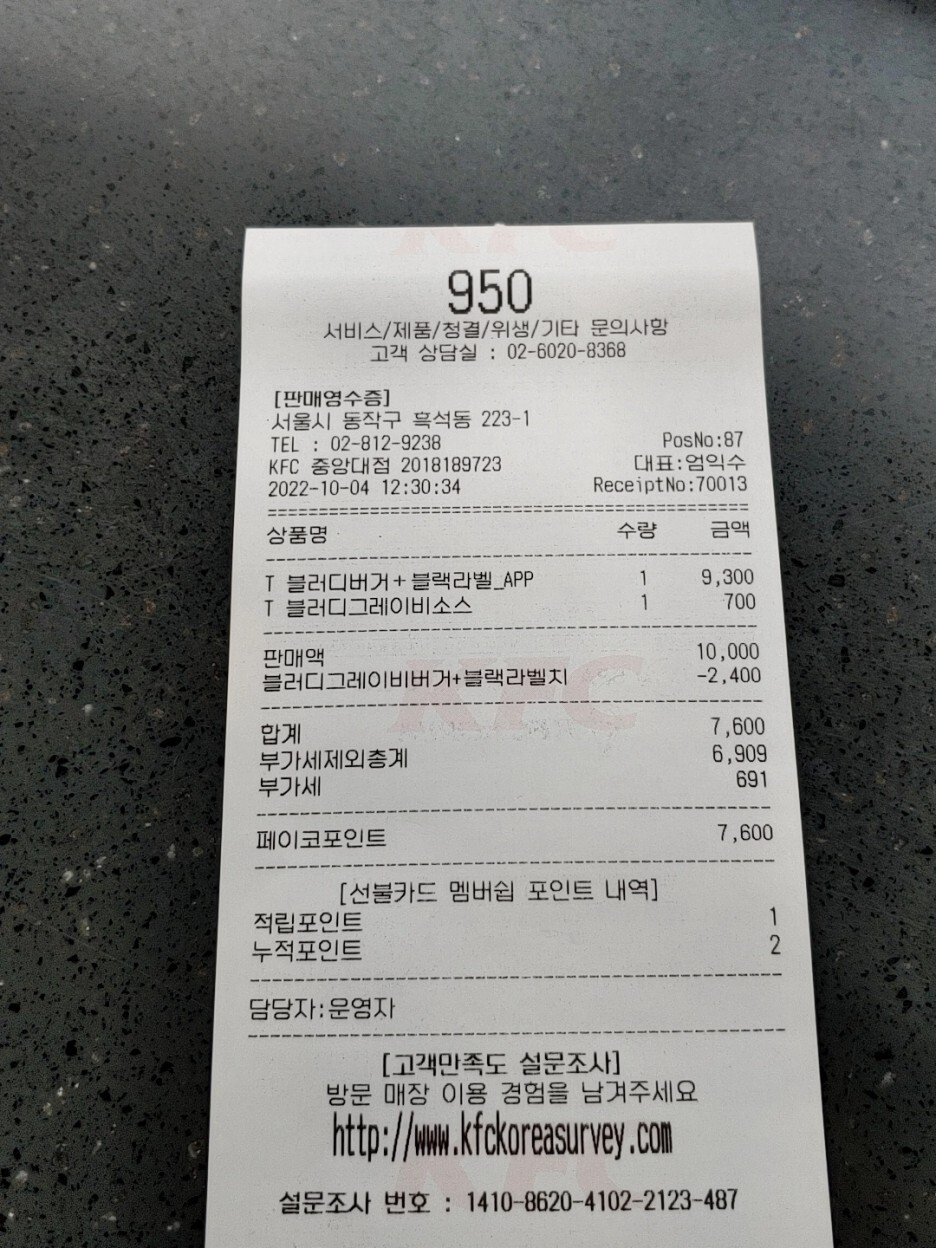 950
서비스/제품/청결/위생/기타 문의사항
고객 상담실 : 02-6020-8368
[판매영수증]
서울시 동작구 흑석동 223-1
TEL : 02-812-9238 PosNo:87
KFC 중앙대점 2018189723 대표:엄익수
2022-10-04 12:30:34 ReceiptNo:70013
상품명 수량 금액
T 블러디버거+블랙라벨_APP 1 9,300
T 블러디그레이비소스 1 700
판매액 10,000
블러디그레이비버거+블랙라벨치 -2,400
합계 7,600
부가세제외총계 6,909
부가세 691
페이코포인트 7,600
[선불카드 멤버쉽 포인트 내역]
적립포인트 1
누적포인트 2
담당자:운영자
[고객만족도 설문조사]
방문 매장 이용 경험을 남겨주세요
http://www.kfckoreasurvey.com
설문조사 번호 : 1410-8620-4102-2123-487
KFC
KFC
KFC